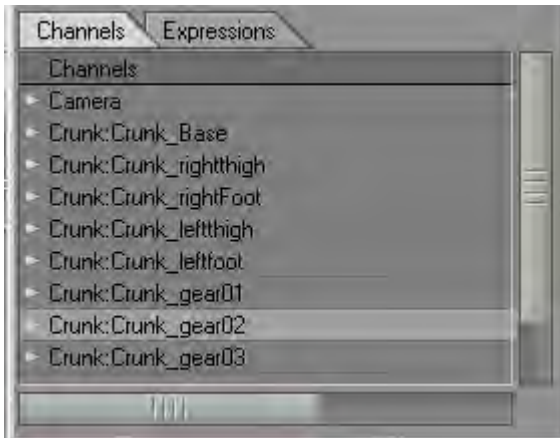 Channels Expressions
Channels
Camera
Crunk:Crunk_Base
Crunk:Crunk_rightthigh
Crunk:Crunk_rightFoot
Crunk:Crunk_leftthigh
Crunk:Crunk_leftfoot
Crunk:Crunk_gear01
Crunk:Crunk_gear02
Crunk:Crunk_gear03